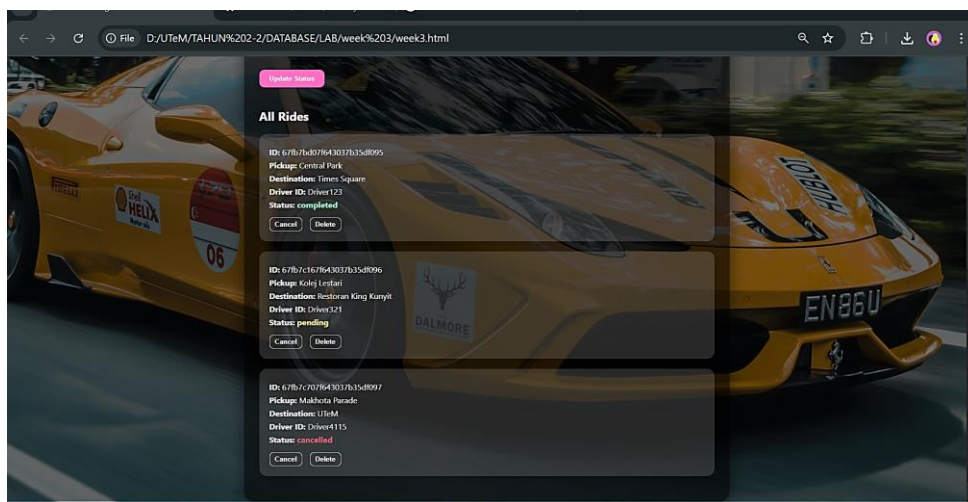 File
D:/UTeM/TAHUN%202-2/DATABASE/LAB/week%203/week3.html
Update Status
All Rides
ID: 67fb7bd07f643037b35df095
Pickup: Central Park
Destination: Times Square
Driver ID: Driver123
Status: completed
Cancel Delete
ID: 67fb7c167f643037b35df096
Pickup: Kolej Lestari
Destination: Restoran King Kunyit
Driver ID: Driver321
Status: pending
Cancel Delete
ID: 67fb7c707f643037b35df097
Pickup: Makhota Parade
Destination: UTeM
Driver ID: Driver4115
Status: cancelled
Cancel Delete
PIRELLI
Shell
HELIX
Motor oils
06
DALMORE
HUBLOT
EN86U